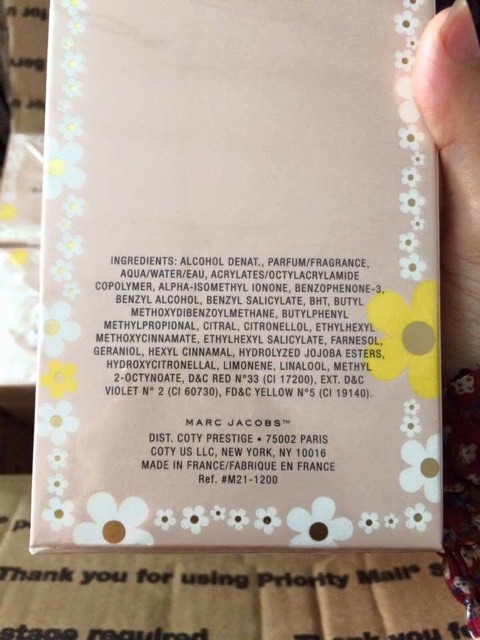 INGREDIENTS: ALCOHOL DENAT., PARFUM/FRAGRANCE,
AQUA/WATER/EAU, ACRYLATES/OCTYLACRYLAMIDE
COPOLYMER, ALPHA-ISOMETHYL IONONE, BENZOPHENONE-3,
BENZYL ALCOHOL, BENZYL SALICYLATE, BHT, BUTYL
METHOXYDIBENZOYLMETHANE, BUTYLPHENYL
METHYLPROPIONAL, CITRAL, CITRONELLOL, ETHYLHEXYL
METHOXYCINNAMATE, ETHYLHEXYL SALICYLATE, FARNESOL,
GERANIOL, HEXYL CINNAMAL, HYDROLYZED JOJOBA ESTERS,
HYDROXYCITRONELLAL, LIMONENE, LINALOOL, METHYL
2-OCTYNOATE, D&C RED N°33 (CI 17200), EXT. D&C
VIOLET N° 2 (CI 60730), FD&C YELLOW N°5 (CI 19140).
MARC JACOBS™
DIST. COTY PRESTIGE • 75002 PARIS
COTY US LLC, NEW YORK, NY 10016
MADE IN FRANCE/FABRIQUÉ EN FRANCE
Ref. #M21-1200
Thank you for using Priority Mail®
stage required